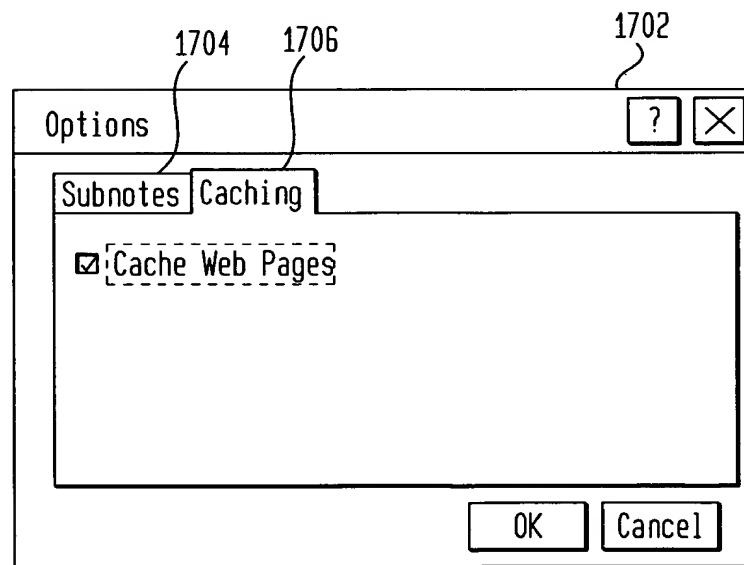 1704 1706 1702
Options ?
Subnotes Caching
Cache Web Pages
OK Cancel